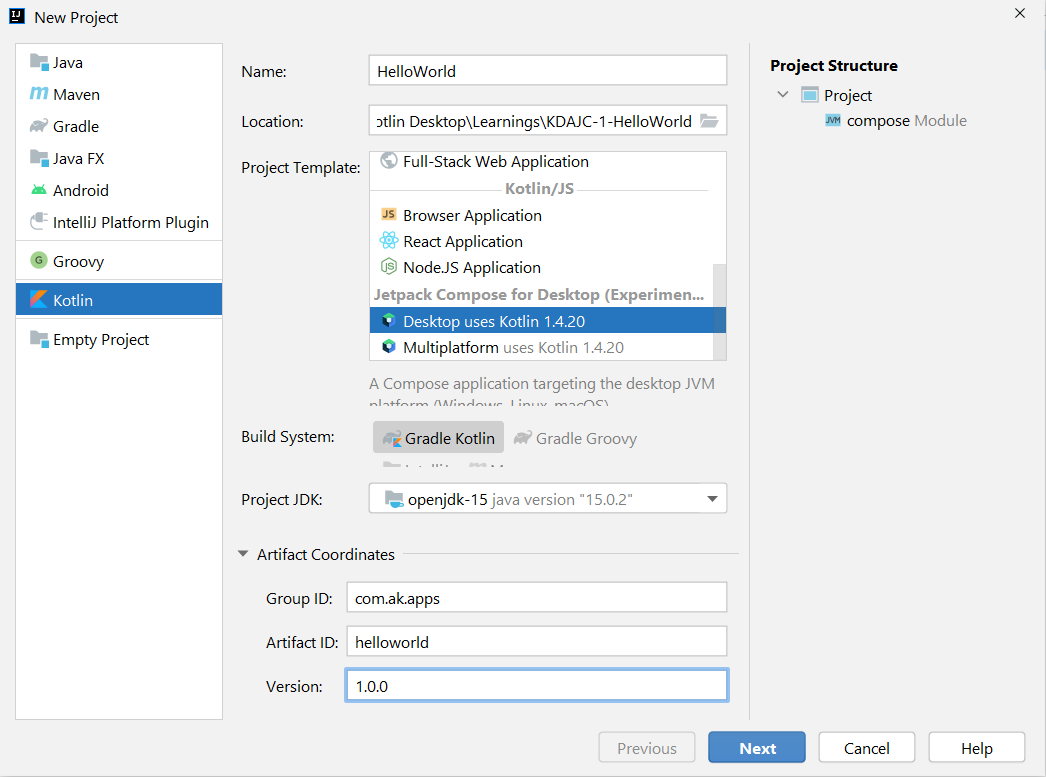 New Project
Java
Maven
Gradle
Java FX
Android
IntelliJ Platform Plugin
Groovy
Kotlin
Empty Project
Name: HelloWorld
Location: otlin Desktop\Learnings\KDAJC-1-HelloWorld
Project Template:
Full-Stack Web Application
Kotlin/JS
JS Browser Application
React Application
Node.JS Application
Jetpack Compose for Desktop (Experimen...
Desktop uses Kotlin 1.4.20
Multiplatform uses Kotlin 1.4.20
A Compose application targeting the desktop JVM
platform (Windows, Linux, macOS)
Build System: Gradle Kotlin Gradle Groovy
Project JDK: openjdk-15 java version "15.0.2"
Artifact Coordinates
Group ID: com.ak.apps
Artifact ID: helloworld
Version: 1.0.0
Project Structure
Project
JVM compose Module
Previous Next Cancel Help